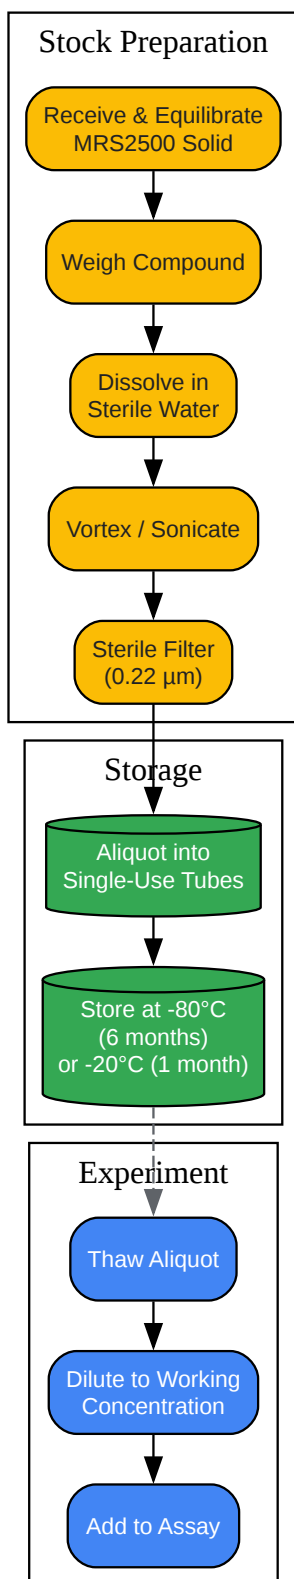 Stock Preparation
Receive & Equilibrate
MRS2500 Solid
Weigh Compound
Dissolve in
Sterile Water
Vortex / Sonicate
Sterile Filter
(0.22 µm)
Storage
Aliquot into
Single-Use Tubes
Store at -80°C
(6 months)
or -20°C (1 month)
Experiment
Thaw Aliquot
Dilute to Working
Concentration
Add to Assay